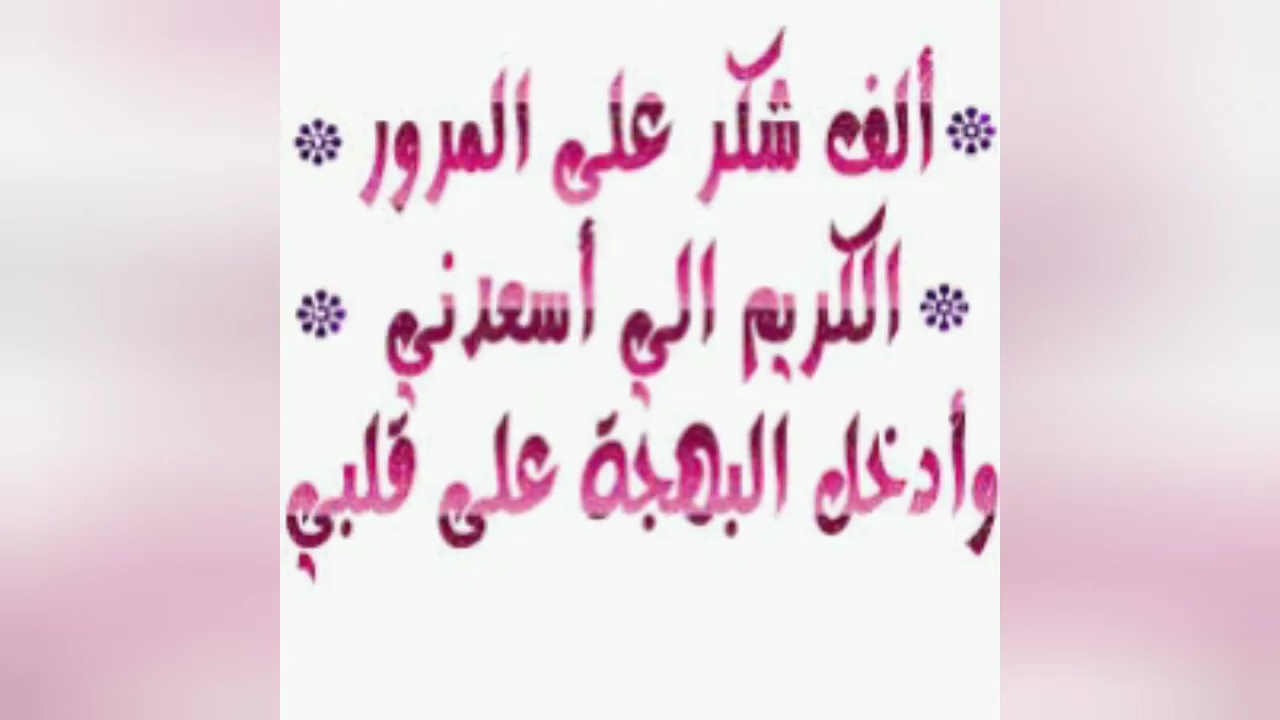 ألف شكر على المرور
الكريم الي أسعدني
وأدخل البهجة على قلبي